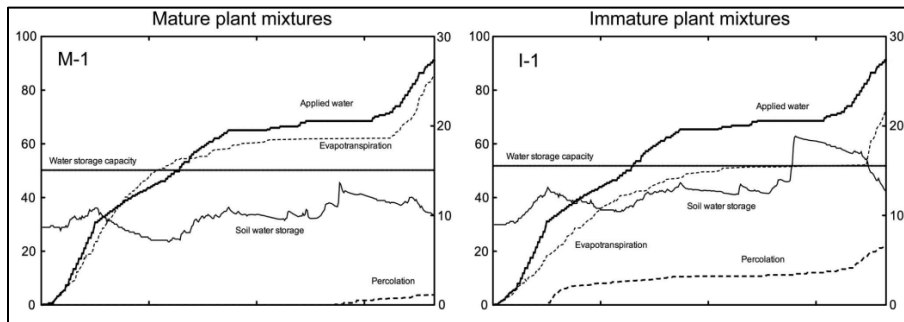 Mature plant mixtures
Immature plant mixtures
100
80
60
40
20
0
M-1
Applied water
Evapotranspiration
Water storage capacity
Soil water storage
Percolation
30
20
10
0
100
80
60
40
20
0
I-1
Applied water
Water storage capacity
Soil water storage
Evapotranspiration
Percolation
30
20
10
0